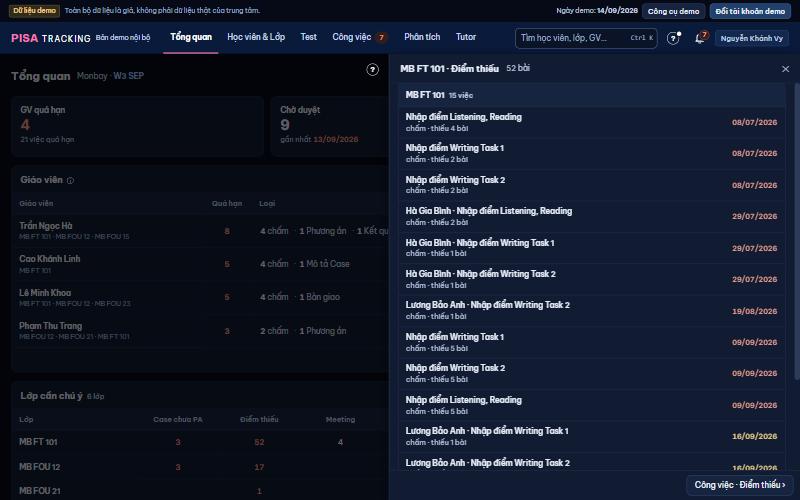 Dữ liệu demo Toàn bộ dữ liệu là giả, không phải dữ liệu thật của trung tâm. Ngày demo: 14/09/2026 Công cụ demo Đổi tài khoản demo
PISA TRACKING Bản demo nội bộ Tổng quan Học viên & Lớp Test Công việc 7 Phân tích Tutor Tìm học viên, lớp, GV... Ctrl K ? 7 Nguyễn Khánh Vy
Tổng quan Monbay · W3 SEP ?
GV quá hạn
4
21 việc quá hạn
Chờ duyệt
9
gần nhất 13/09/2026
Giáo viên
Giáo viên Quá hạn Loại
Trần Ngọc Hà
MB FT 101 · MB FOU 12 · MB FOU 15
8 4 chấm · 1 Phương án · 1 Kết qu
Cao Khánh Linh
MB FT 101
5 4 chấm · 1 Mô tả Case
Lê Minh Khoa
MB FT 101 · MB FOU 12 · MB FOU 23
5 4 chấm · 1 Bàn giao
Phạm Thu Trang
MB FOU 12 · MB FOU 21 · MB FT 101
3 2 chấm · 1 Phương án
Lớp cần chú ý 6 lớp
Lớp Case chưa PA Điểm thiếu Meeting
MB FT 101 3 52 4
MB FOU 12 3 17
MB FOU 21 1
MB FT 101 · Điểm thiếu 52 bài ×
MB FT 101 15 việc
Nhập điểm Listening, Reading
chấm · thiếu 4 bài
08/07/2026
Nhập điểm Writing Task 1
chấm · thiếu 2 bài
08/07/2026
Nhập điểm Writing Task 2
chấm · thiếu 2 bài
08/07/2026
Hà Gia Bình · Nhập điểm Listening, Reading
chấm · thiếu 2 bài
29/07/2026
Hà Gia Bình · Nhập điểm Writing Task 1
chấm · thiếu 1 bài
29/07/2026
Hà Gia Bình · Nhập điểm Writing Task 2
chấm · thiếu 1 bài
29/07/2026
Lương Bảo Anh · Nhập điểm Writing Task 2
chấm · thiếu 1 bài
19/08/2026
Nhập điểm Writing Task 1
chấm · thiếu 5 bài
09/09/2026
Nhập điểm Writing Task 2
chấm · thiếu 5 bài
09/09/2026
Nhập điểm Listening, Reading
chấm · thiếu 5 bài
09/09/2026
Lương Bảo Anh · Nhập điểm Writing Task 1
chấm · thiếu 1 bài
16/09/2026
Lương Bảo Anh · Nhập điểm Writing Task 2
16/09/2026
Công việc · Điểm thiếu ›